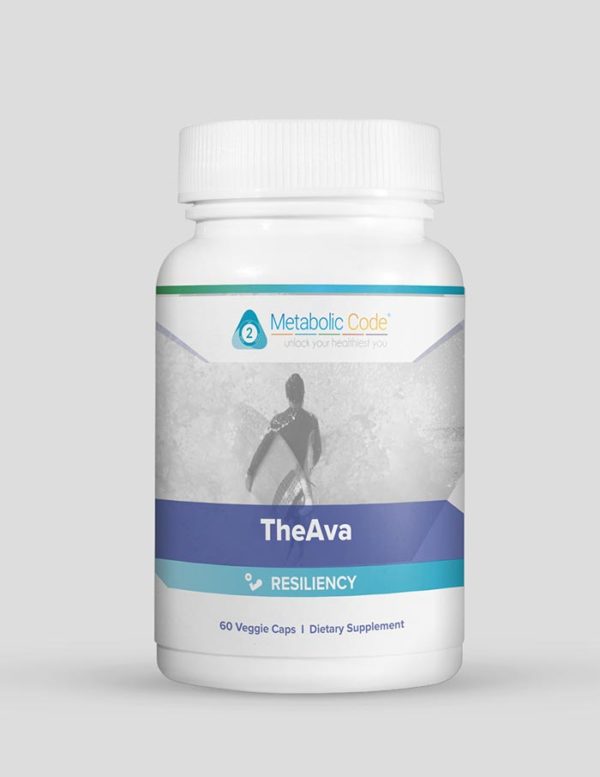 2
Metabolic Code®
unlock your healthiest you
TheAva
RESILIENCY
60 Veggie Caps | Dietary Supplement